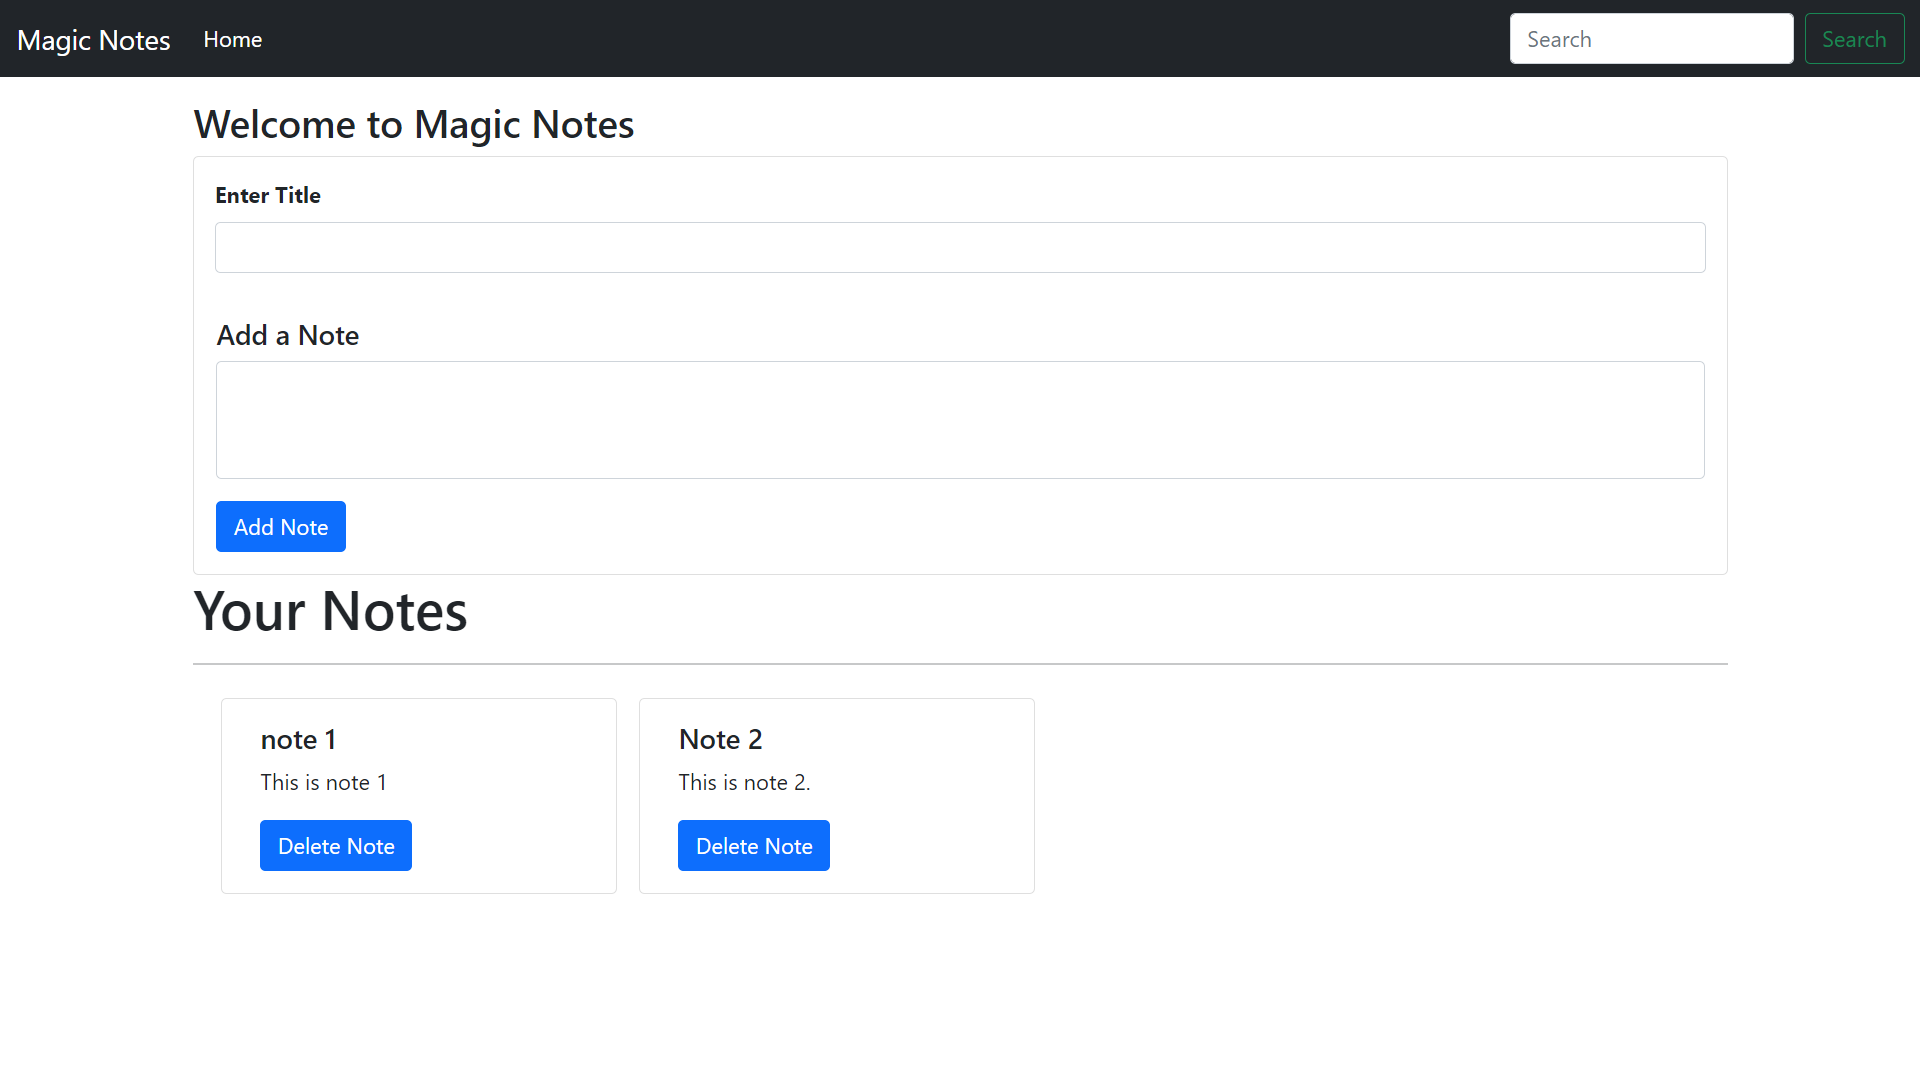 Magic Notes Home Search Search
Welcome to Magic Notes
Enter Title
Add a Note
Add Note
Your Notes
note 1
This is note 1
Delete Note
Note 2
This is note 2.
Delete Note